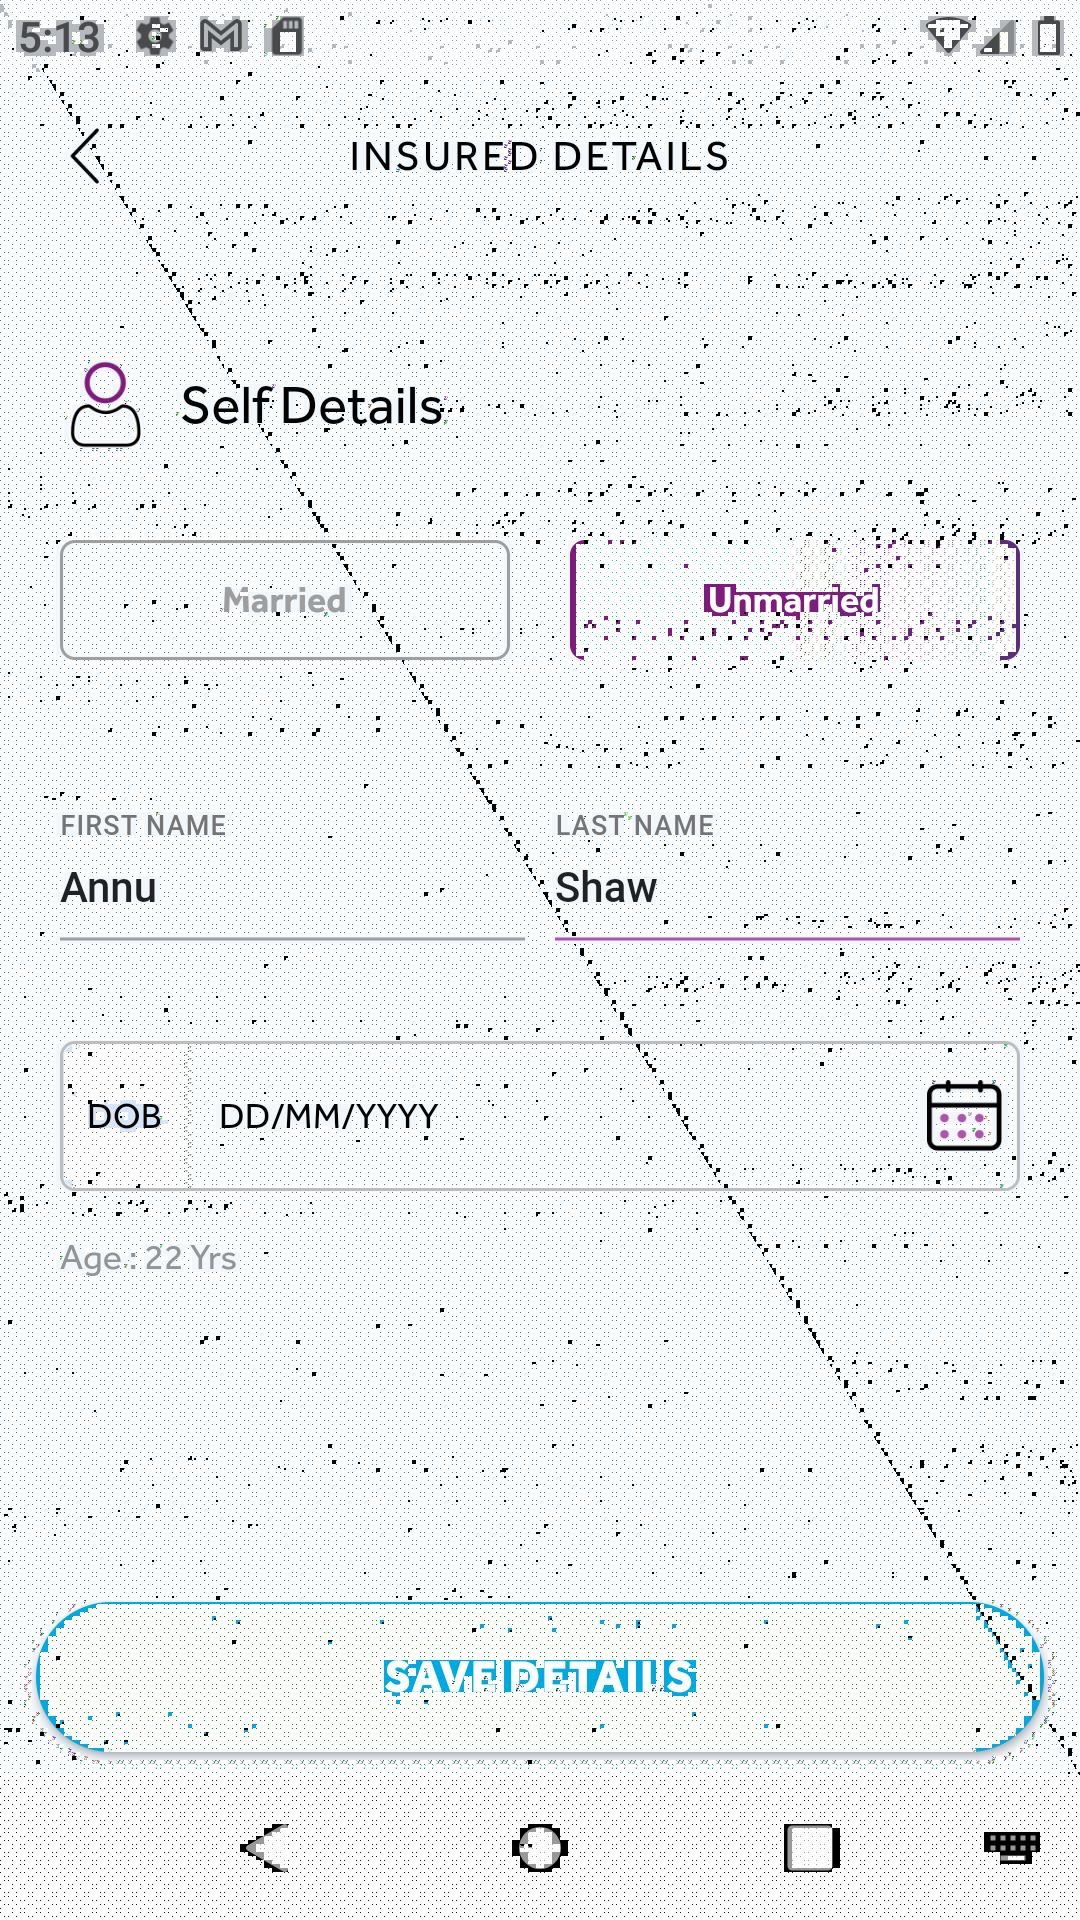 5:13
INSURED DETAILS
Self Details
Married
Unmarried
FIRST NAME
LAST NAME
Annu
Shaw
DOB
DD/MM/YYYY
Age : 22 Yrs
SAVE DETAILS